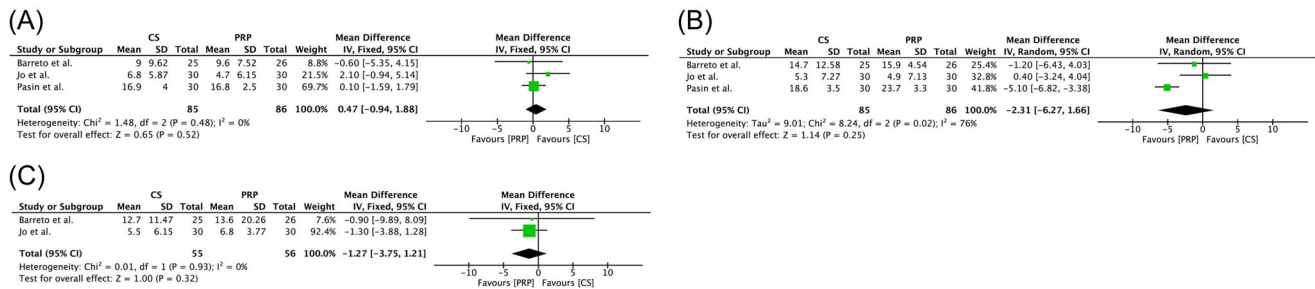 (A)
CS PRP Mean Difference Mean Difference
Study or Subgroup Mean SD Total Mean SD Total Weight IV, Fixed, 95% CI IV, Fixed, 95% CI
Barreto et al. 9 9.62 25 9.6 7.52 26 8.8% −0.60 [−5.35, 4.15]
Jo et al. 6.8 5.87 30 4.7 6.15 30 21.5% 2.10 [−0.94, 5.14]
Pasin et al. 16.9 4 30 16.8 2.5 30 69.7% 0.10 [−1.59, 1.79]
Total (95% CI) 85 86 100.0% 0.47 [−0.94, 1.88]
Heterogeneity: Chi² = 1.48, df = 2 (P = 0.48); I² = 0%
Test for overall effect: Z = 0.65 (P = 0.52)
−10 −5 0 5 10
Favours [PRP] Favours [CS]
(B)
CS PRP Mean Difference Mean Difference
Study or Subgroup Mean SD Total Mean SD Total Weight IV, Random, 95% CI IV, Random, 95% CI
Barreto et al. 14.7 12.58 25 15.9 4.54 26 25.4% −1.20 [−6.43, 4.03]
Jo et al. 5.3 7.27 30 4.9 7.13 30 32.8% 0.40 [−3.24, 4.04]
Pasin et al. 18.6 3.5 30 23.7 3.3 30 41.8% −5.10 [−6.82, −3.38]
Total (95% CI) 85 86 100.0% −2.31 [−6.27, 1.66]
Heterogeneity: Tau² = 9.01; Chi² = 8.24, df = 2 (P = 0.02); I² = 76%
Test for overall effect: Z = 1.14 (P = 0.25)
−10 −5 0 5 10
Favours [PRP] Favours [CS]
(C)
CS PRP Mean Difference Mean Difference
Study or Subgroup Mean SD Total Mean SD Total Weight IV, Fixed, 95% CI IV, Fixed, 95% CI
Barreto et al. 12.7 11.47 25 13.6 20.26 26 7.6% −0.90 [−9.89, 8.09]
Jo et al. 5.5 6.15 30 6.8 3.77 30 92.4% −1.30 [−3.88, 1.28]
Total (95% CI) 55 56 100.0% −1.27 [−3.75, 1.21]
Heterogeneity: Chi² = 0.01, df = 1 (P = 0.93); I² = 0%
Test for overall effect: Z = 1.00 (P = 0.32)
−10 −5 0 5 10
Favours [PRP] Favours [CS]